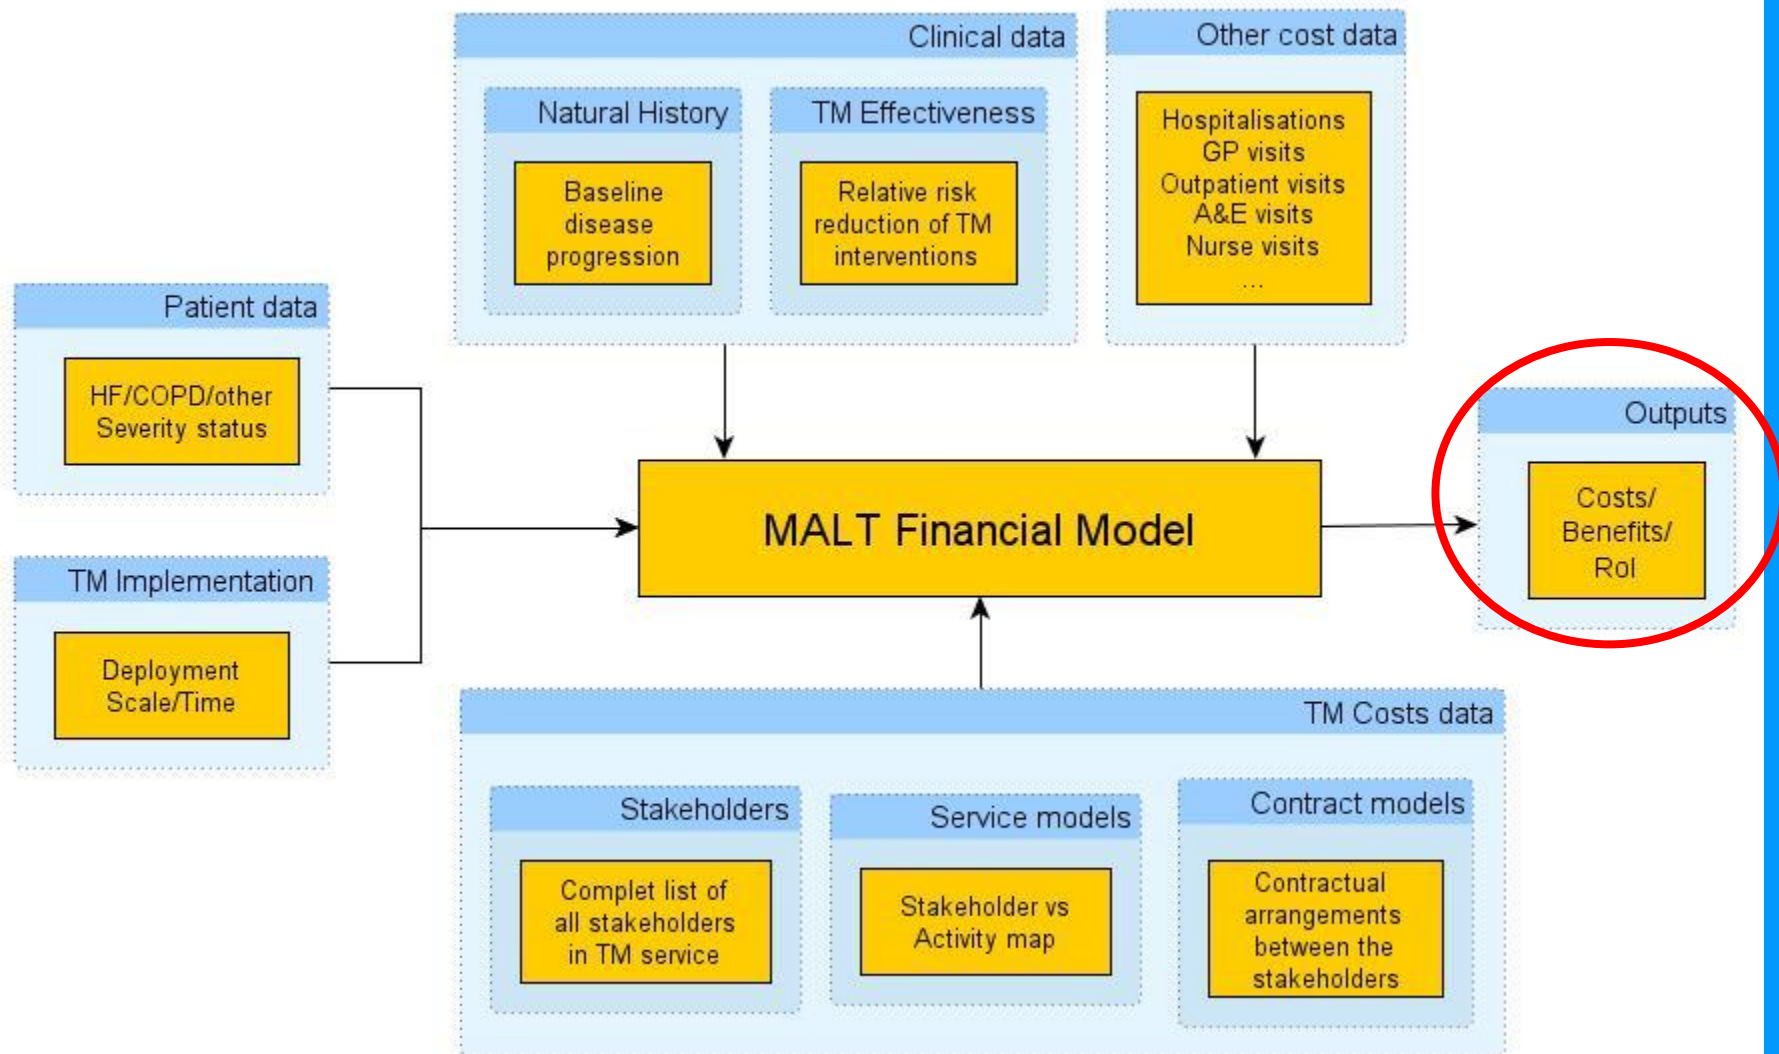 Clinical data
Natural History
Baseline
disease
progression
TM Effectiveness
Relative risk
reduction of TM
interventions
Other cost data
Hospitalisations
GP visits
Outpatient visits
A&E visits
Nurse visits
...
Patient data
HF/COPD/other
Severity status
TM Implementation
Deployment
Scale/Time
MALT Financial Model
Outputs
Costs/
Benefits/
RoI
TM Costs data
Stakeholders
Complet list of
all stakeholders
in TM service
Service models
Stakeholder vs
Activity map
Contract models
Contractual
arrangements
between the
stakeholders